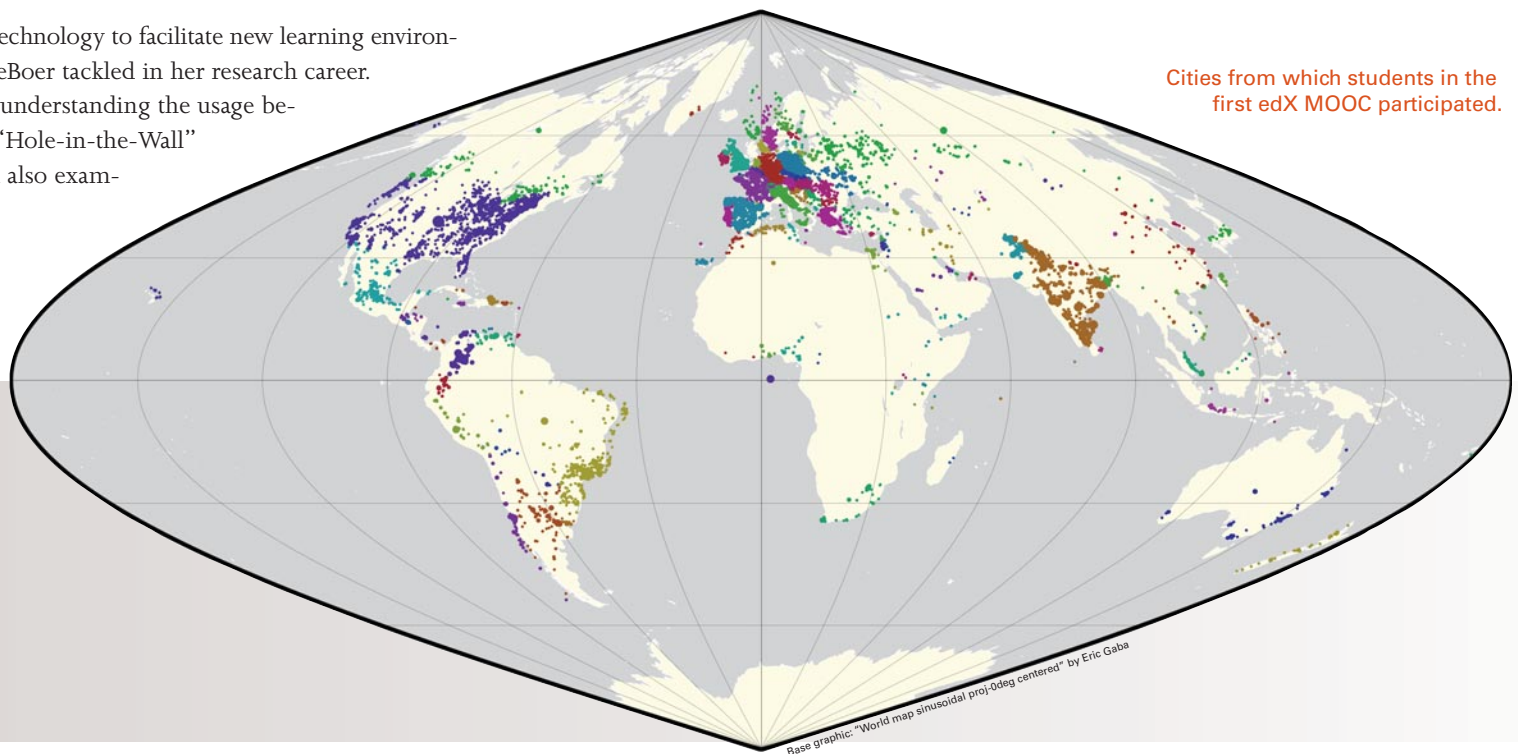 echnology to facilitate new learning environ-
eBoer tackled in her research career.
understanding the usage be-
“Hole-in-the-Wall”
also exam-
Cities from which students in the
first edX MOOC participated.
Base graphic: “World map sinusoidal proj-0deg centered” by Eric Gaba